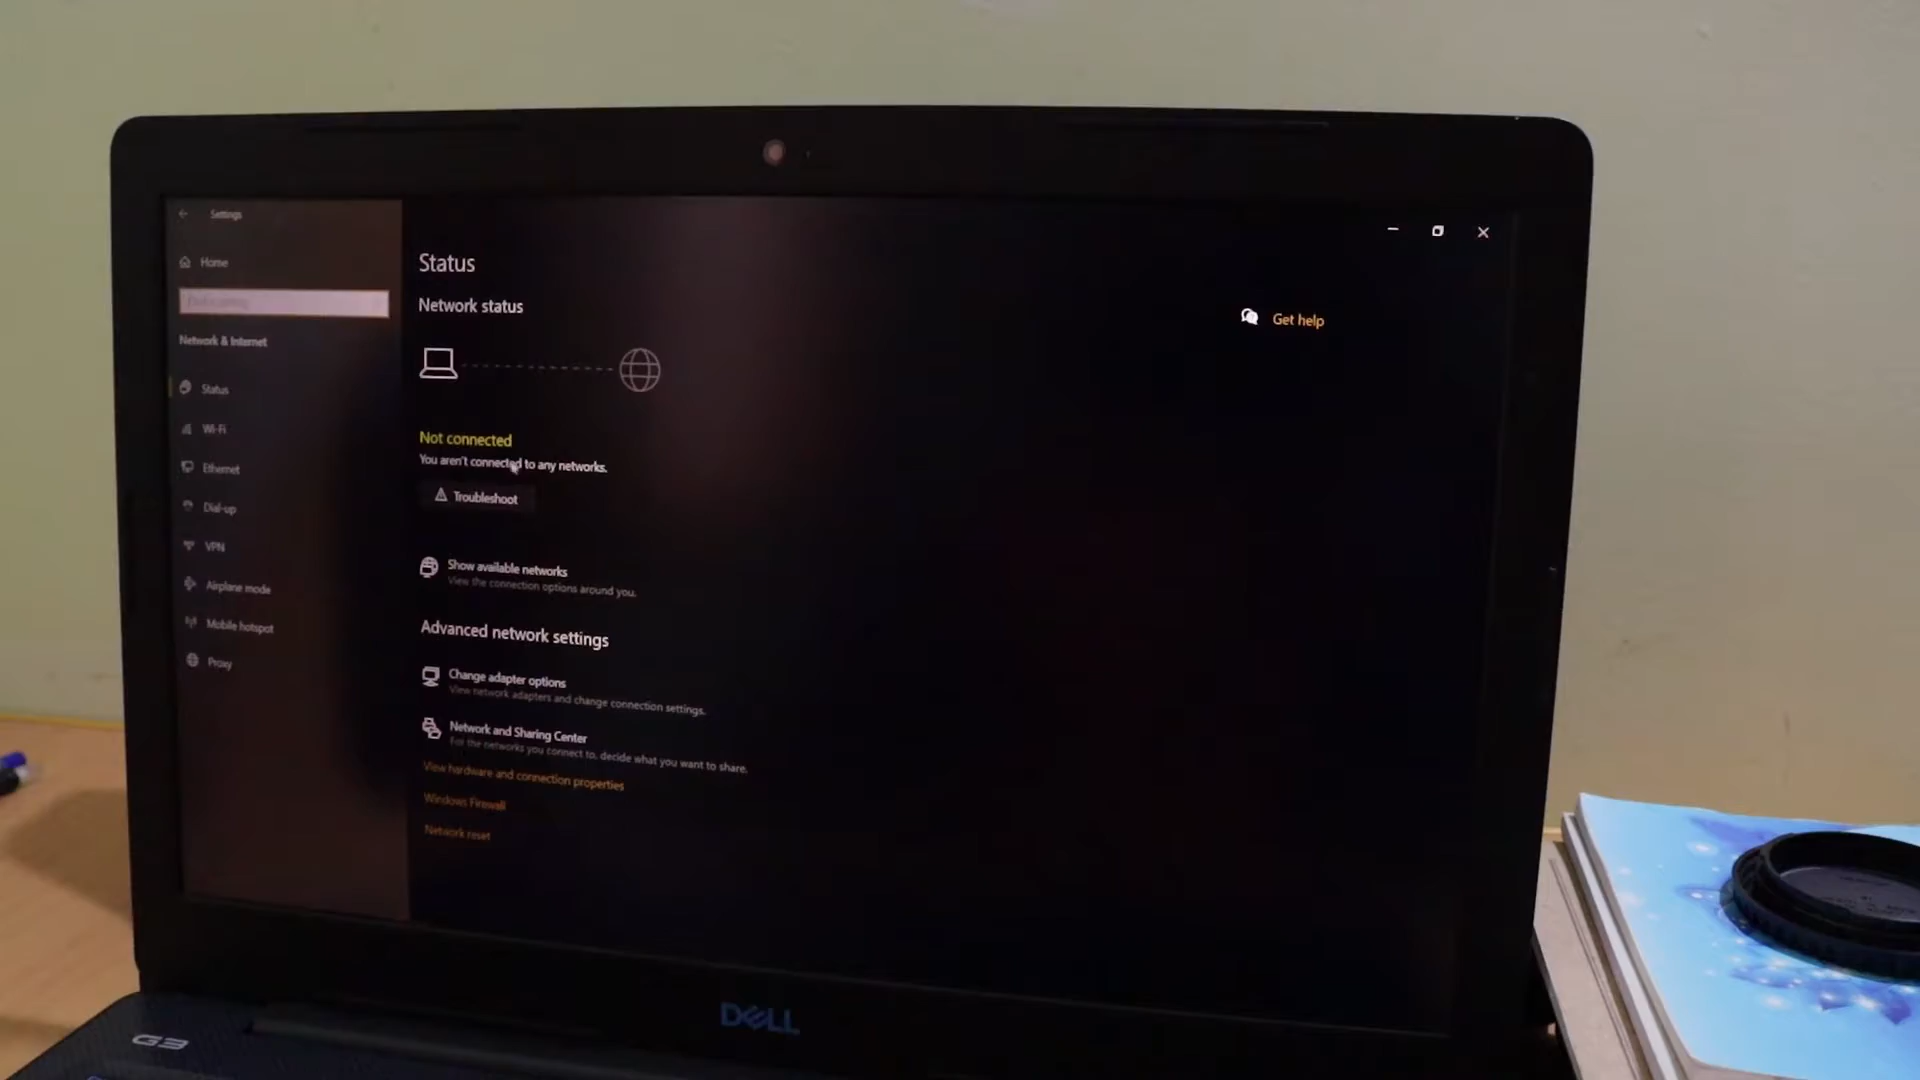 Settings
Home
Network & Internet
Status
Wi-Fi
Ethernet
Dial-up
VPN
Airplane mode
Mobile hotspot
Proxy
Status
Network status
Not connected
You aren't connected to any networks.
Troubleshoot
Show available networks
View the connection options around you.
Advanced network settings
Change adapter options
View network adapters and change connection settings.
Network and Sharing Center
For the networks you connect to, decide what you want to share.
View hardware and connection properties
Windows Firewall
Network reset
Get help
DELL
G3